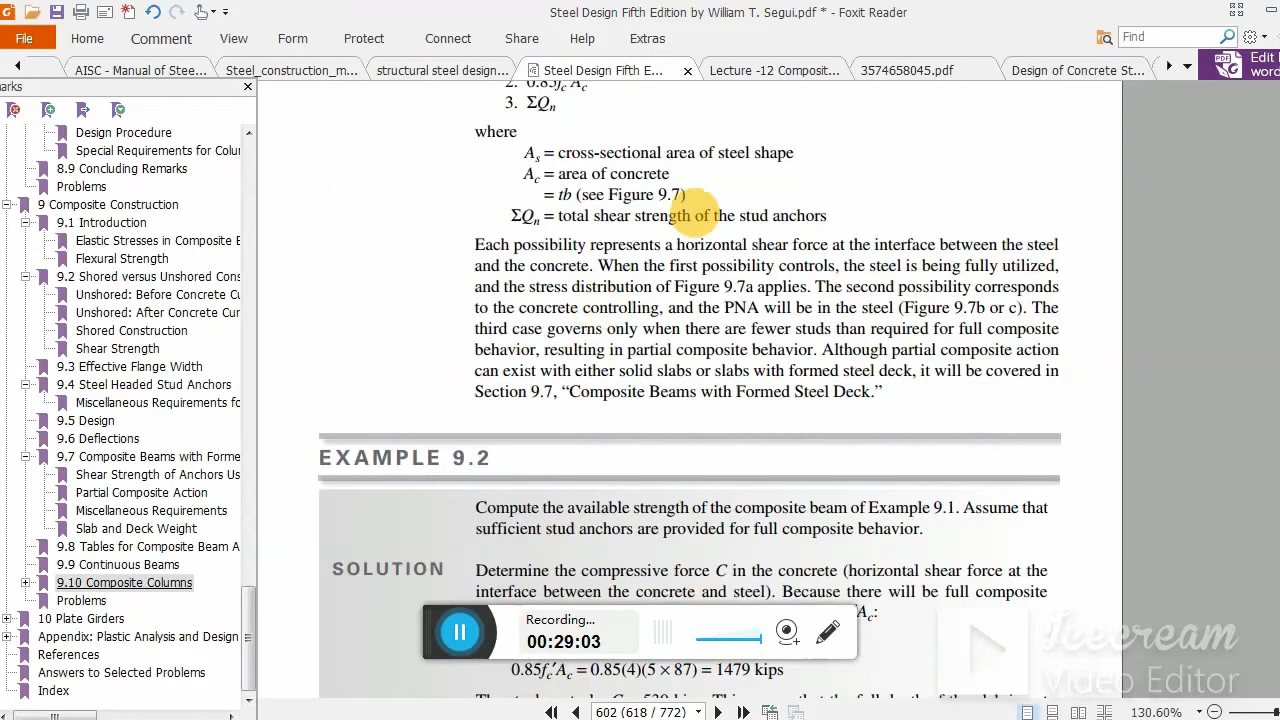 Steel Design Fifth Edition by William T. Segui.pdf * - Foxit Reader
File Home Comment View Form Protect Connect Share Help Extras
Find
AISC - Manual of Stee...
Steel_construction_m...
structural steel design...
Steel Design Fifth E...
Lecture -12 Composit...
3574658045.pdf
Design of Concrete St...
Edit
for F
arks
Design Procedure
Special Requirements for Colu
8.9 Concluding Remarks
Problems
9 Composite Construction
9.1 Introduction
Elastic Stresses in Composite E
Flexural Strength
9.2 Shored versus Unshored Cons
Unshored: Before Concrete Cu
Unshored: After Concrete Cur
Shored Construction
Shear Strength
9.3 Effective Flange Width
9.4 Steel Headed Stud Anchors
Miscellaneous Requirements fo
9.5 Design
9.6 Deflections
9.7 Composite Beams with Forme
Shear Strength of Anchors Us
Partial Composite Action
Miscellaneous Requirements
Slab and Deck Weight
9.8 Tables for Composite Beam A
9.9 Continuous Beams
9.10 Composite Columns
Problems
10 Plate Girders
Appendix: Plastic Analysis and Design
References
Answers to Selected Problems
Index
2. 0.85f′c Ac
3. ΣQn
where
As = cross-sectional area of steel shape
Ac = area of concrete
= tb (see Figure 9.7)
ΣQn = total shear strength of the stud anchors
Each possibility represents a horizontal shear force at the interface between the steel
and the concrete. When the first possibility controls, the steel is being fully utilized,
and the stress distribution of Figure 9.7a applies. The second possibility corresponds
to the concrete controlling, and the PNA will be in the steel (Figure 9.7b or c). The
third case governs only when there are fewer studs than required for full composite
behavior, resulting in partial composite behavior. Although partial composite action
can exist with either solid slabs or slabs with formed steel deck, it will be covered in
Section 9.7, “Composite Beams with Formed Steel Deck.”
EXAMPLE 9.2
Compute the available strength of the composite beam of Example 9.1. Assume that
sufficient stud anchors are provided for full composite behavior.
SOLUTION
Determine the compressive force C in the concrete (horizontal shear force at the
interface between the concrete and steel). Because there will be full composite
Ac:
0.85fc′Ac = 0.85(4)(5 × 87) = 1479 kips
Recording...
00:29:03
Icecream
Video Editor
602 (618 / 772)
130.60%